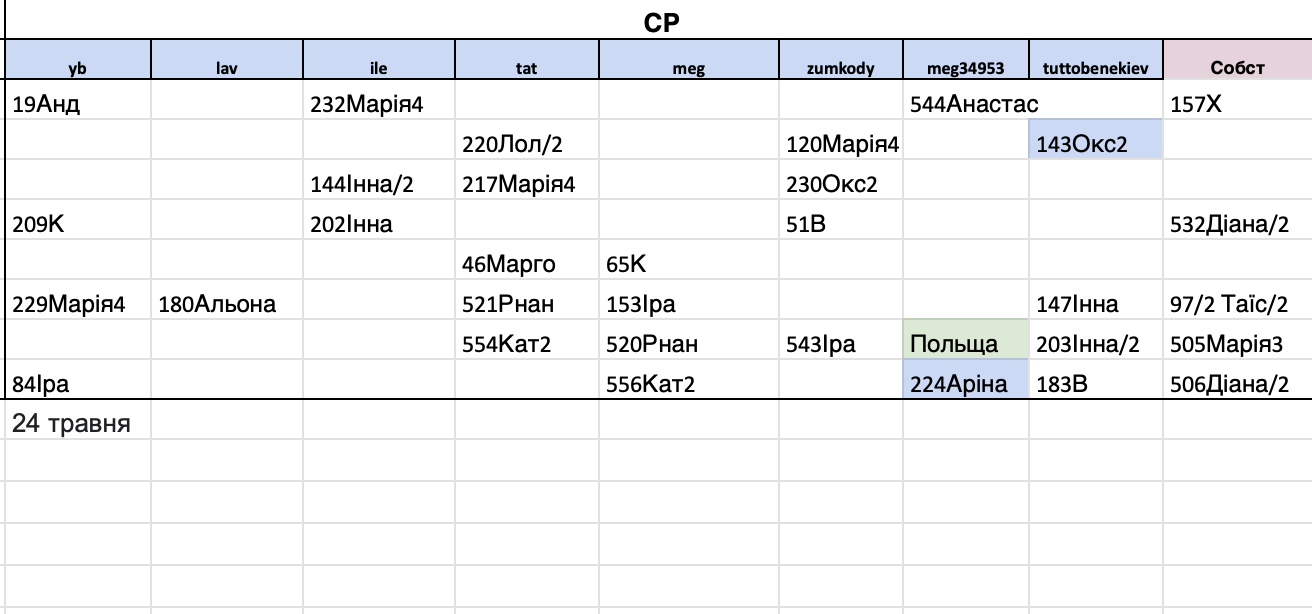 СР
yb lav ile tat meg zumkody meg34953 tuttobenekiev Собст
19Анд 232Марія4 544Анастас 157Х
220Лол/2 120Марія4 143Окс2
144Інна/2 217Марія4 230Окс2
209К 202Інна 51В 532Діана/2
46Марго 65К
229Марія4 180Альона 521Рнан 153Іра 147Інна 97/2 Таїс/2
554Кат2 520Рнан 543Іра Польща 203Інна/2 505Марія3
84Іра 556Кат2 224Аріна 183В 506Діана/2
24 травня